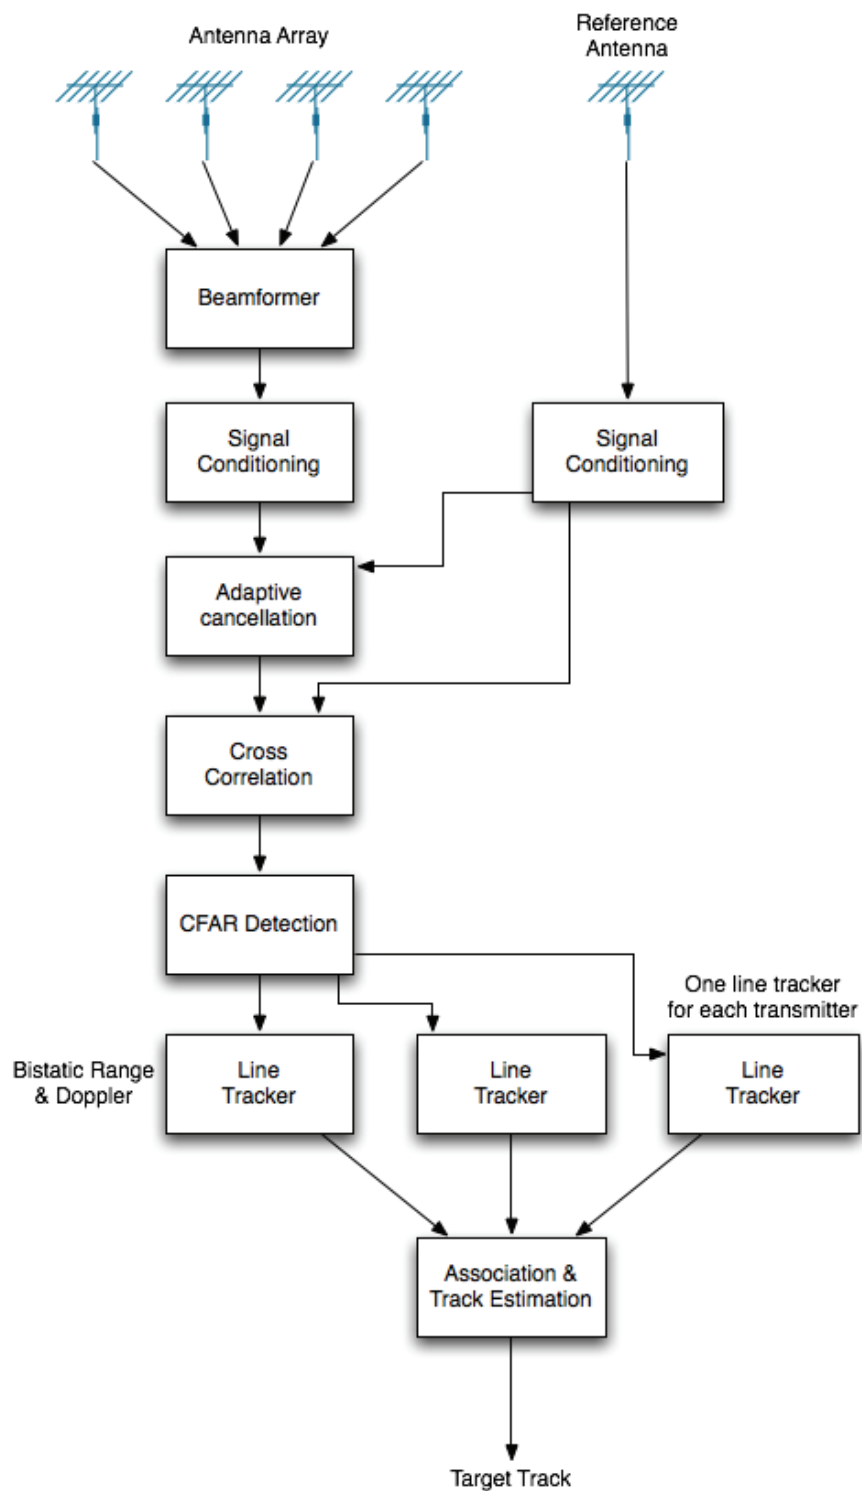 Antenna Array
Reference
Antenna
Beamformer
Signal
Conditioning
Signal
Conditioning
Adaptive
cancellation
Cross
Correlation
CFAR Detection
One line tracker
for each transmitter
Bistatic Range
& Doppler
Line
Tracker
Line
Tracker
Line
Tracker
Association &
Track Estimation
Target Track